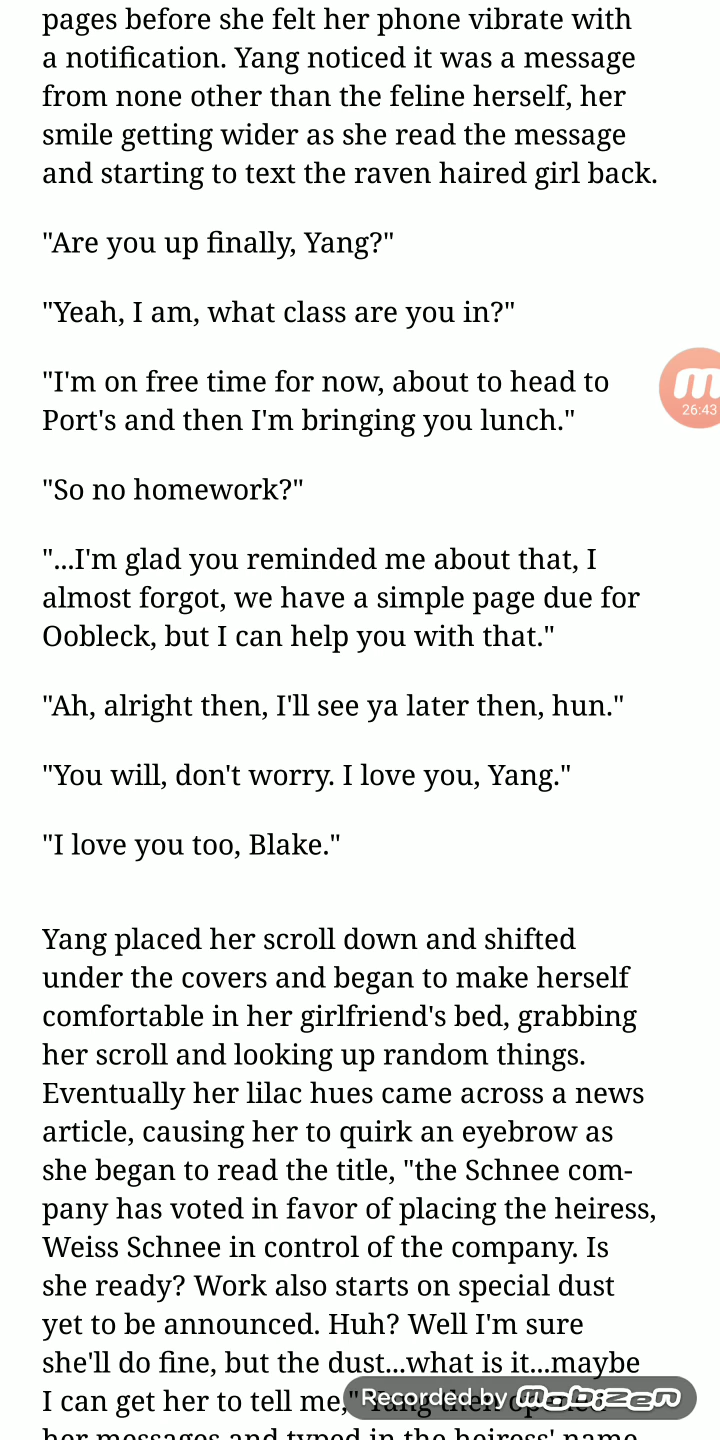 pages before she felt her phone vibrate with
a notification. Yang noticed it was a message
from none other than the feline herself, her
smile getting wider as she read the message
and starting to text the raven haired girl back.
"Are you up finally, Yang?"
"Yeah, I am, what class are you in?"
"I'm on free time for now, about to head to
Port's and then I'm bringing you lunch."
26:43
"So no homework?"
"...I'm glad you reminded me about that, I
almost forgot, we have a simple page due for
Oobleck, but I can help you with that."
"Ah, alright then, I'll see ya later then, hun."
"You will, don't worry. I love you, Yang."
"I love you too, Blake."
Yang placed her scroll down and shifted
under the covers and began to make herself
comfortable in her girlfriend's bed, grabbing
her scroll and looking up random things.
Eventually her lilac hues came across a news
article, causing her to quirk an eyebrow as
she began to read the title, "the Schnee com-
pany has voted in favor of placing the heiress,
Weiss Schnee in control of the company. Is
she ready? Work also starts on special dust
yet to be announced. Huh? Well I'm sure
she'll do fine, but the dust...what is it...maybe
I can get her to tell me," Yang then opened
Recorded by mobizen
her messages and typed in the heiress' name